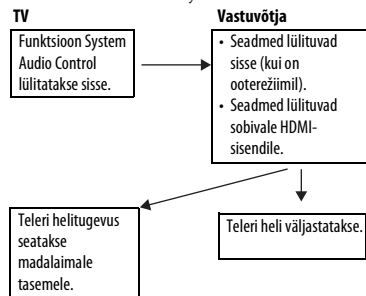 TV
Funktsioon System
Audio Control
lülitatakse sisse.
Vastuvõtja
• Seadmed lülituvad
sisse (kui on
ooterežiimil).
• Seadmed lülituvad
sobivale HDMI-
sisendile.
Teleri helitugevus
seatakse
madalaimale
tasemele.
Teleri heli väljastatakse.